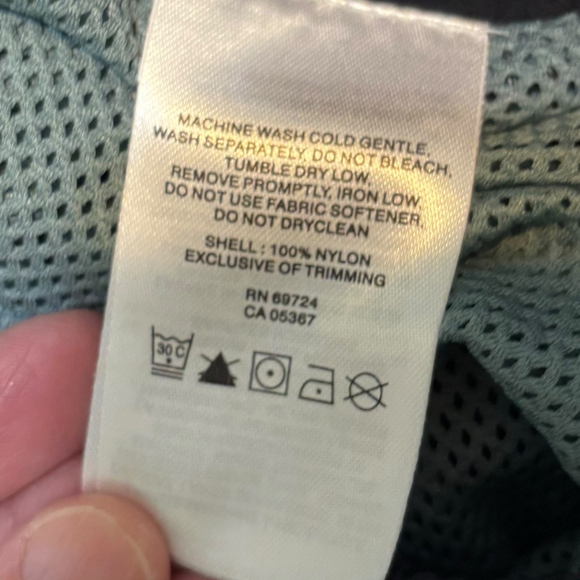 MACHINE WASH COLD GENTLE,
WASH SEPARATELY, DO NOT BLEACH,
TUMBLE DRY LOW,
REMOVE PROMPTLY, IRON LOW,
DO NOT USE FABRIC SOFTENER,
DO NOT DRYCLEAN
SHELL : 100% NYLON
EXCLUSIVE OF TRIMMING
RN 69724
CA 05367
30 C